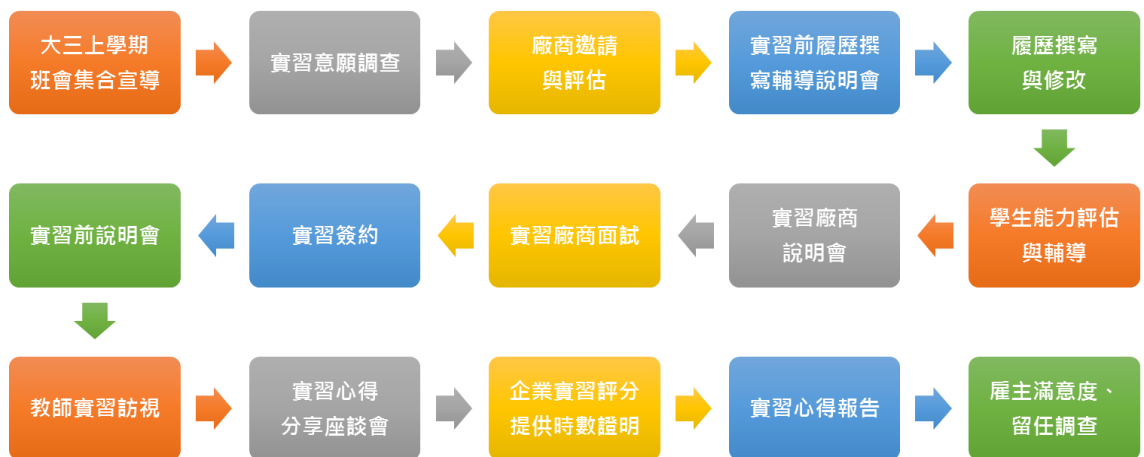 大三上學期
班會集合宣導
實習意願調查
廠商邀請
與評估
實習前履歷撰
寫輔導說明會
履歷撰寫
與修改
學生能力評估
與輔導
實習廠商
說明會
實習廠商面試
實習簽約
實習前說明會
教師實習訪視
實習心得
分享座談會
企業實習評分
提供時數證明
實習心得報告
雇主滿意度、
留任調查